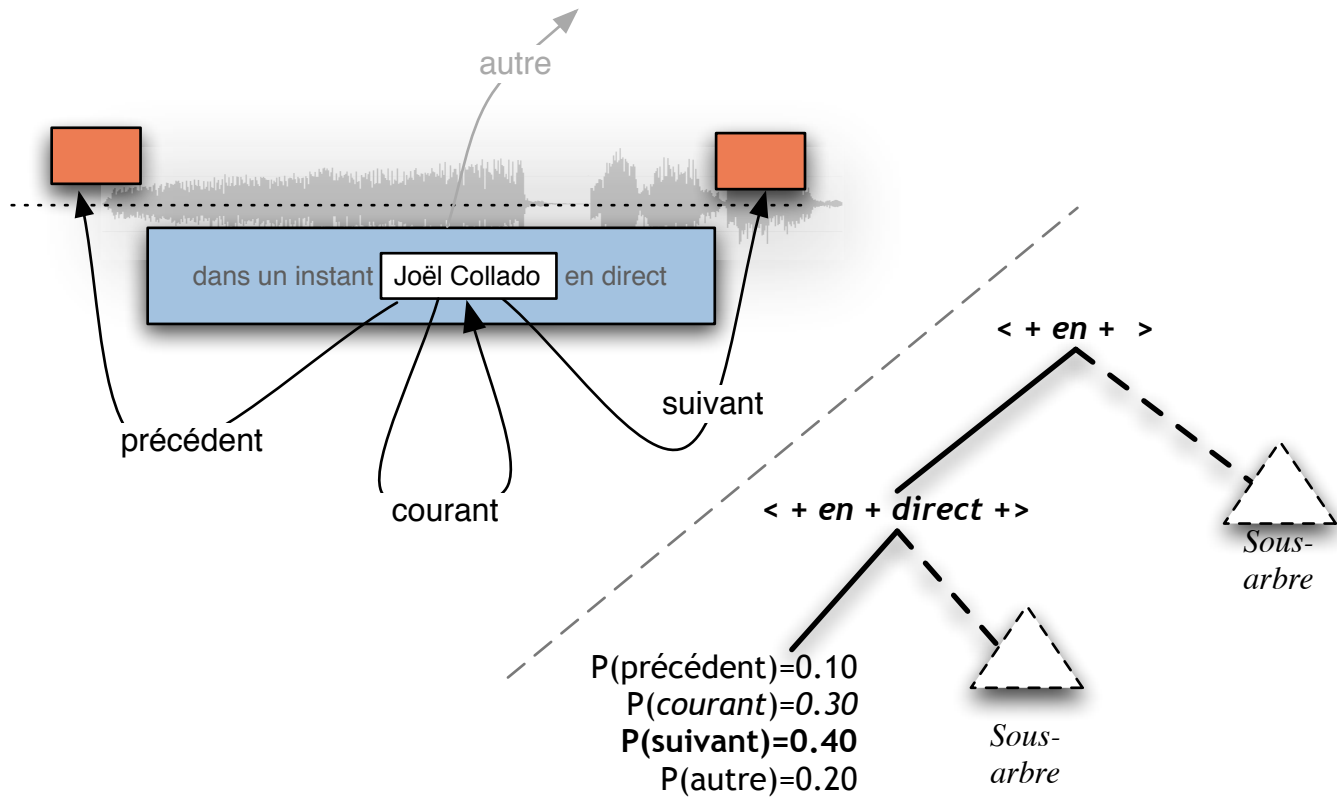 autre
dans un instant Joël Collado en direct
précédent
suivant
courant
< + en + >
< + en + direct +>
Sous-
arbre
P(précédent)=0.10
P(courant)=0.30
P(suivant)=0.40
P(autre)=0.20
Sous-
arbre